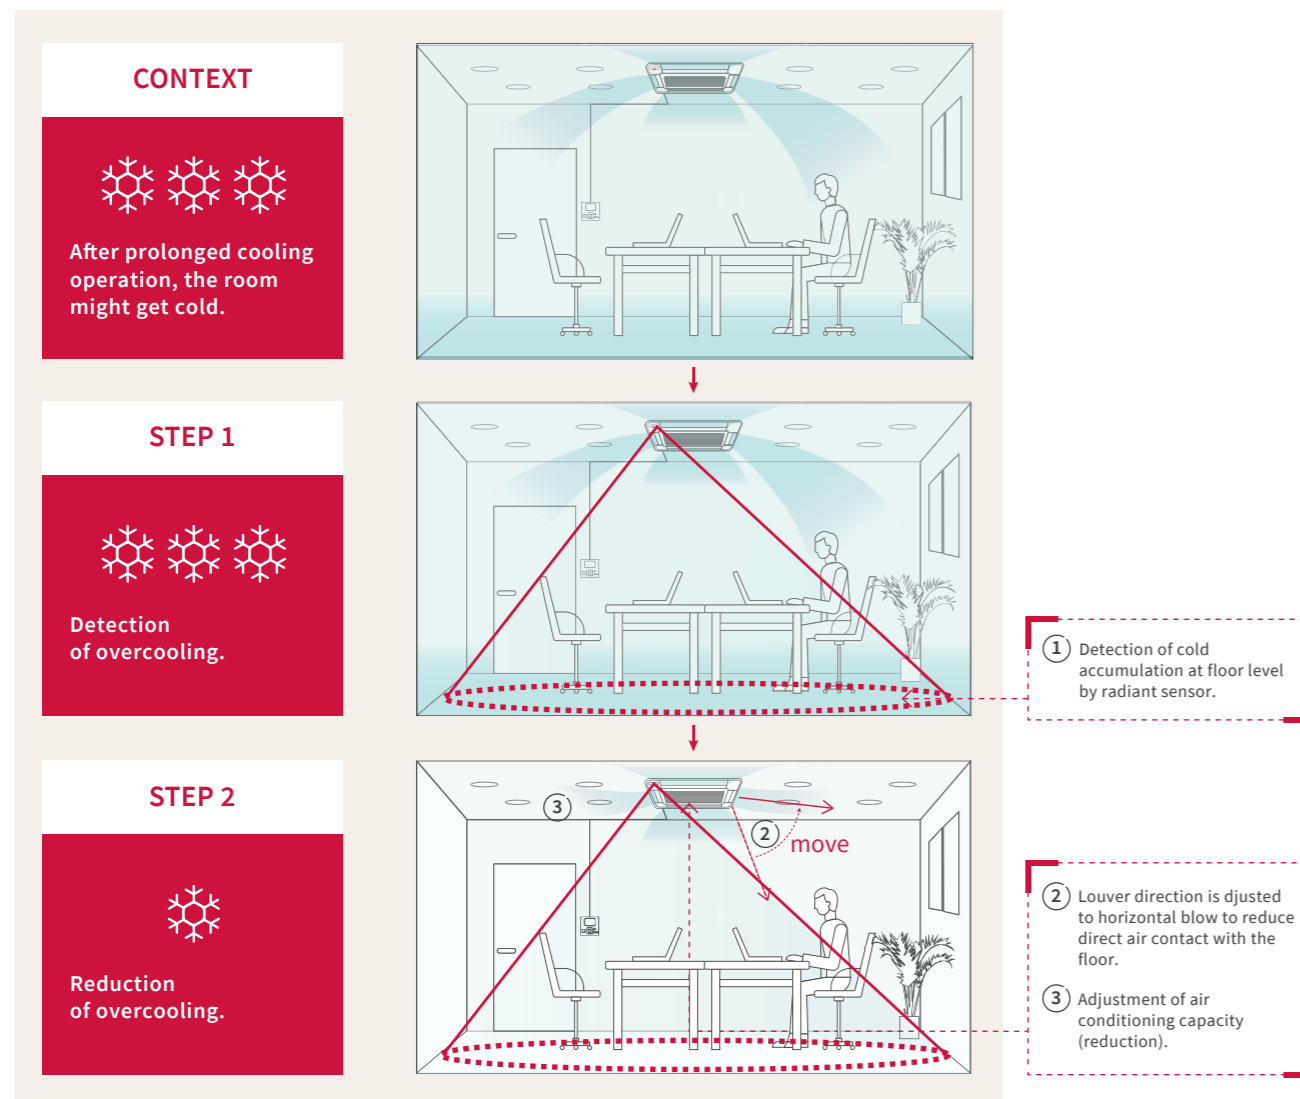 CONTEXT
After prolonged cooling
operation, the room
might get cold.
STEP 1
Detection
of overcooling.
1 Detection of cold
accumulation at floor level
by radiant sensor.
STEP 2
Reduction
of overcooling.
3
2
move
2 Louver direction is djusted
to horizontal blow to reduce
direct air contact with the
floor.
3 Adjustment of air
conditioning capacity
(reduction).